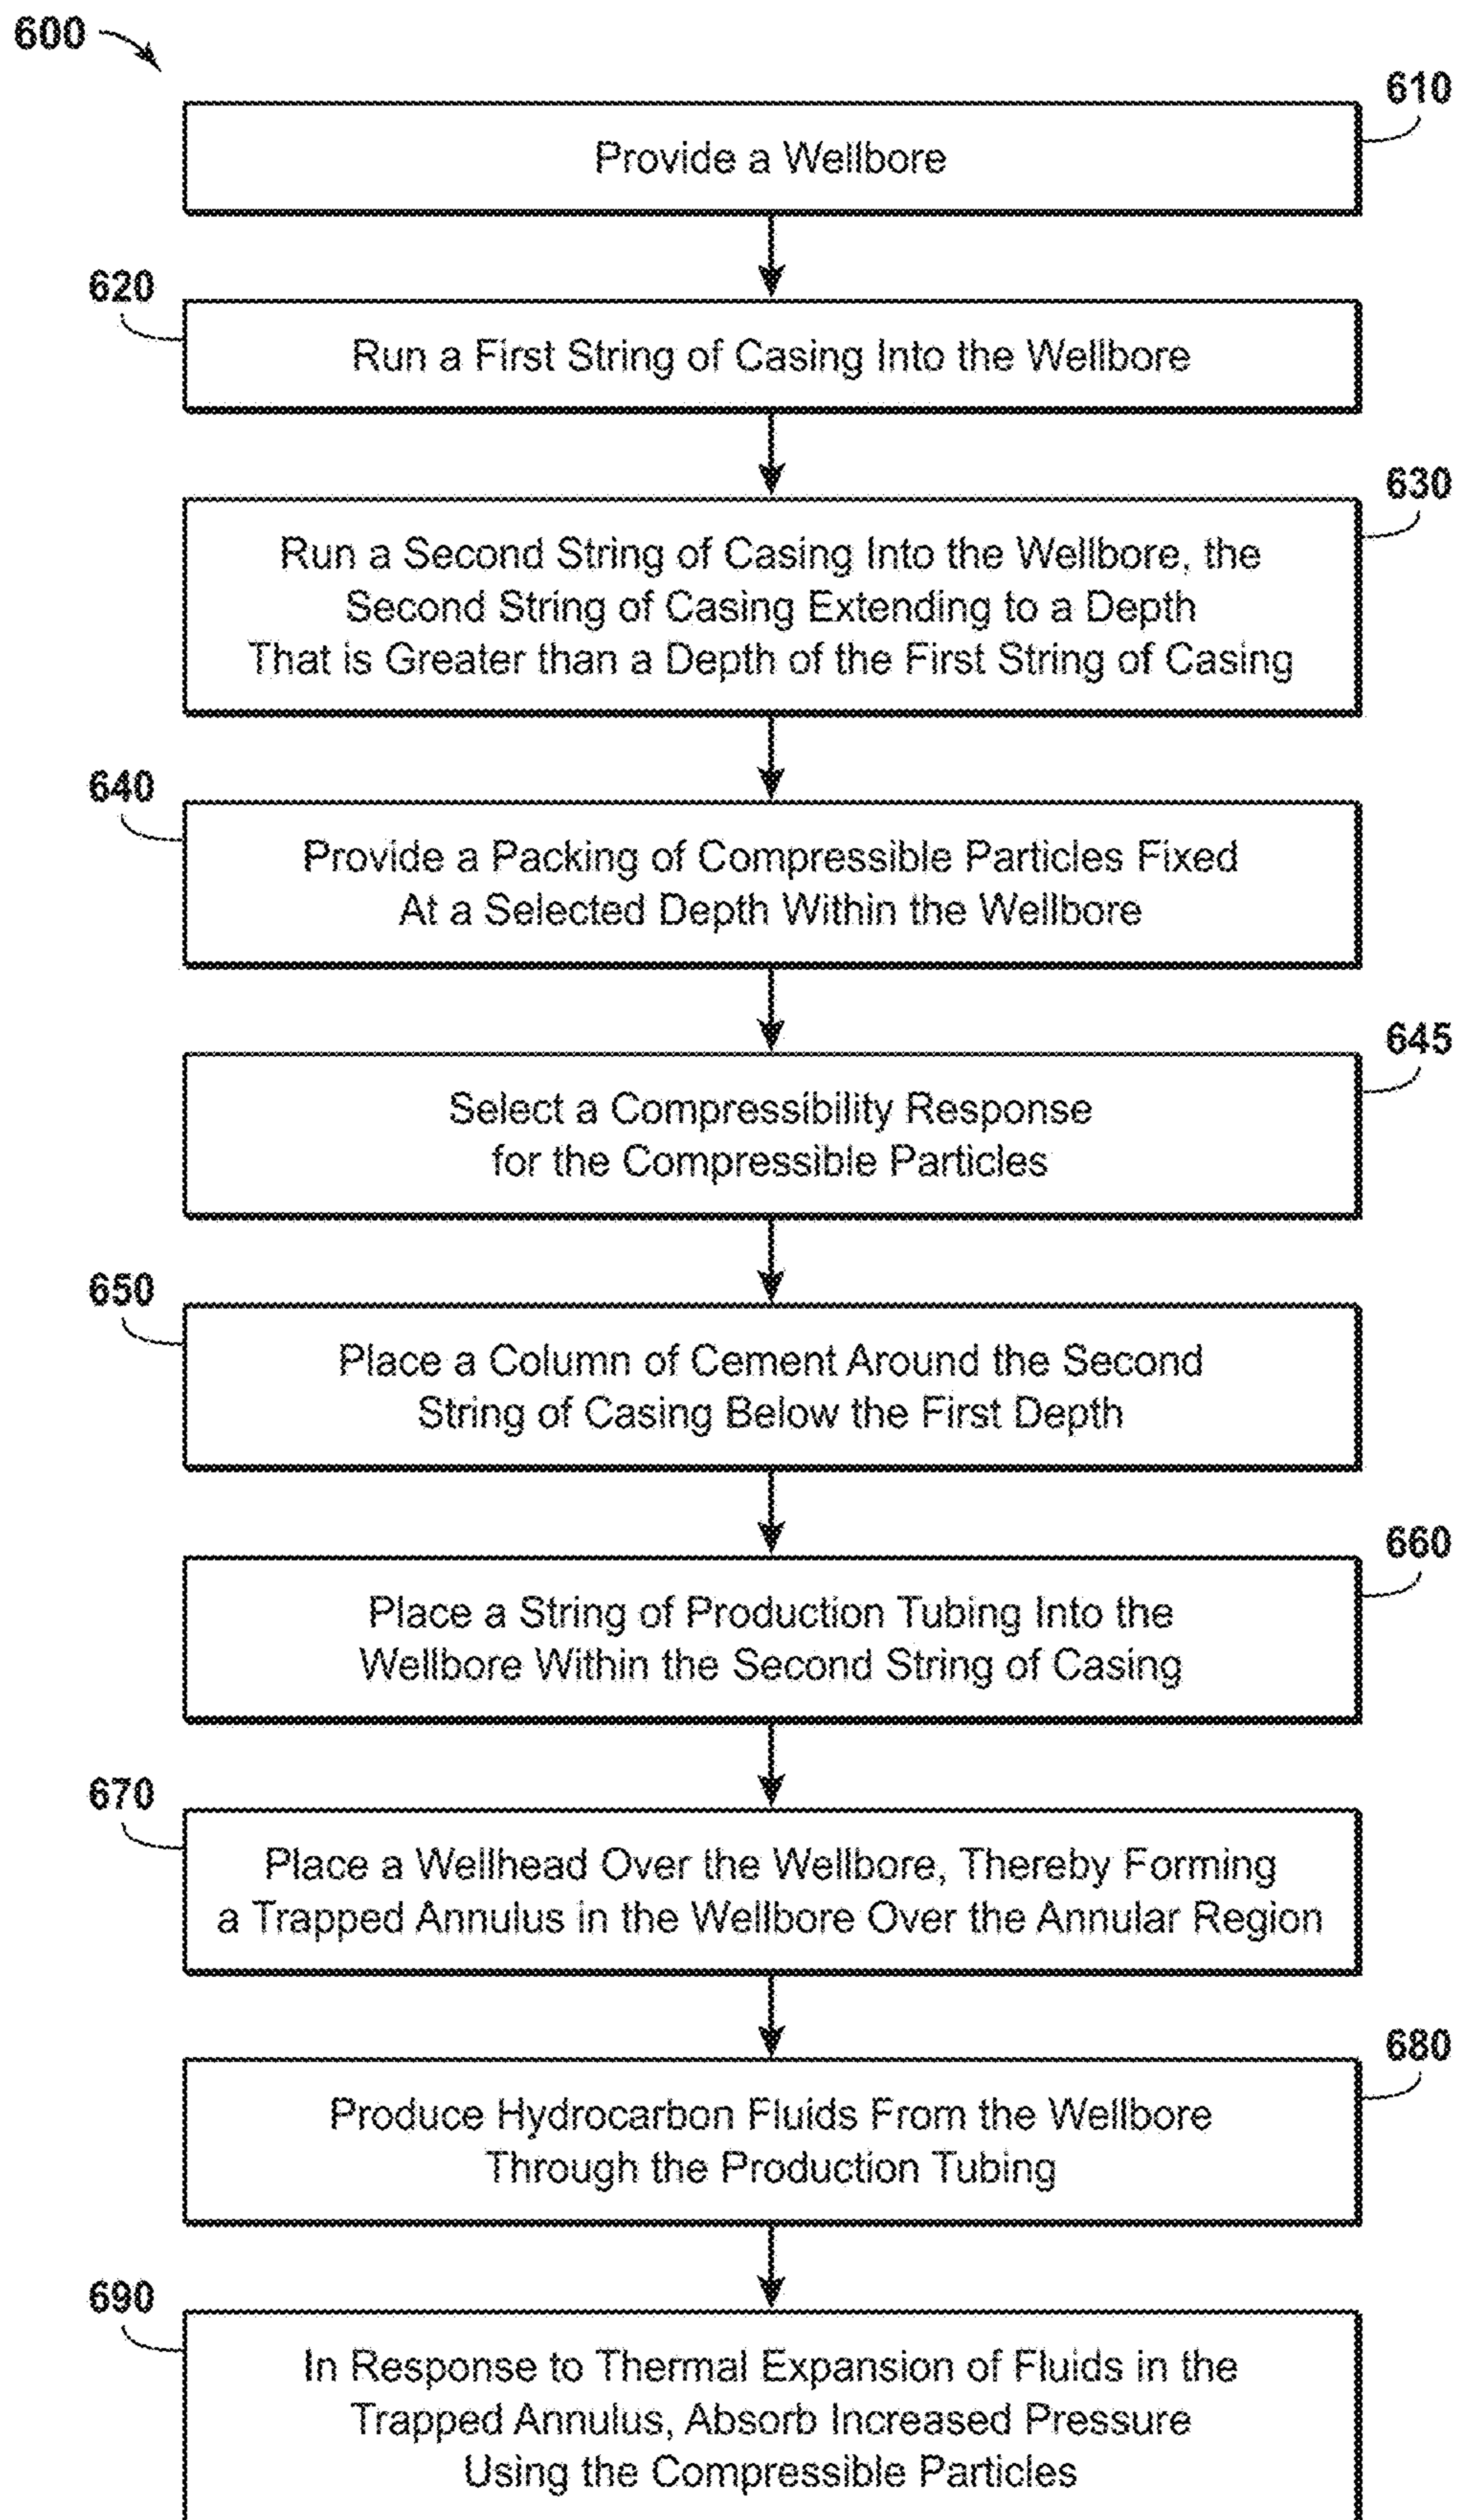 600
610
Provide a Wellbore
620
Run a First String of Casing Into the Wellbore
630
Run a Second String of Casing Into the Wellbore, the
Second String of Casing Extending to a Depth
That is Greater than a Depth of the First String of Casing
640
Provide a Packing of Compressible Particles Fixed
At a Selected Depth Within the Wellbore
645
Select a Compressibility Response
for the Compressible Particles
650
Place a Column of Cement Around the Second
String of Casing Below the First Depth
660
Place a String of Production Tubing Into the
Wellbore Within the Second String of Casing
670
Place a Wellhead Over the Wellbore, Thereby Forming
a Trapped Annulus in the Wellbore Over the Annular Region
680
Produce Hydrocarbon Fluids From the Wellbore
Through the Production Tubing
690
In Response to Thermal Expansion of Fluids in the
Trapped Annulus, Absorb Increased Pressure
Using the Compressible Particles